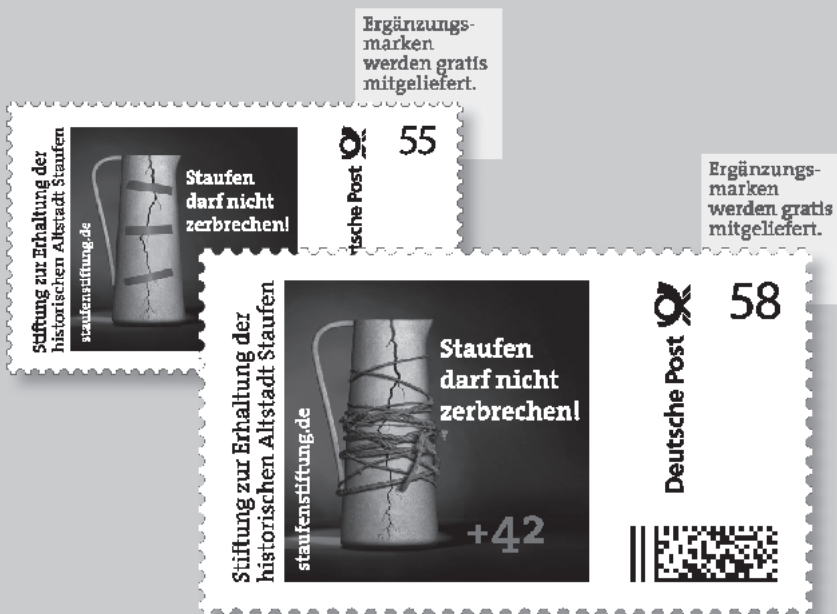 Ergänzungs-
marken
werden gratis
mitgeliefert.
Stiftung zur Erhaltung der
historischen Altstadt Staufen
staufenstiftung.de
Staufen
darf nicht
zerbrechen!
tsche Post
55
Ergänzungs-
marken
werden gratis
mitgeliefert.
Stiftung zur Erhaltung der
historischen Altstadt Staufen
staufenstiftung.de
Staufen
darf nicht
zerbrechen!
+42
Deutsche Post
58